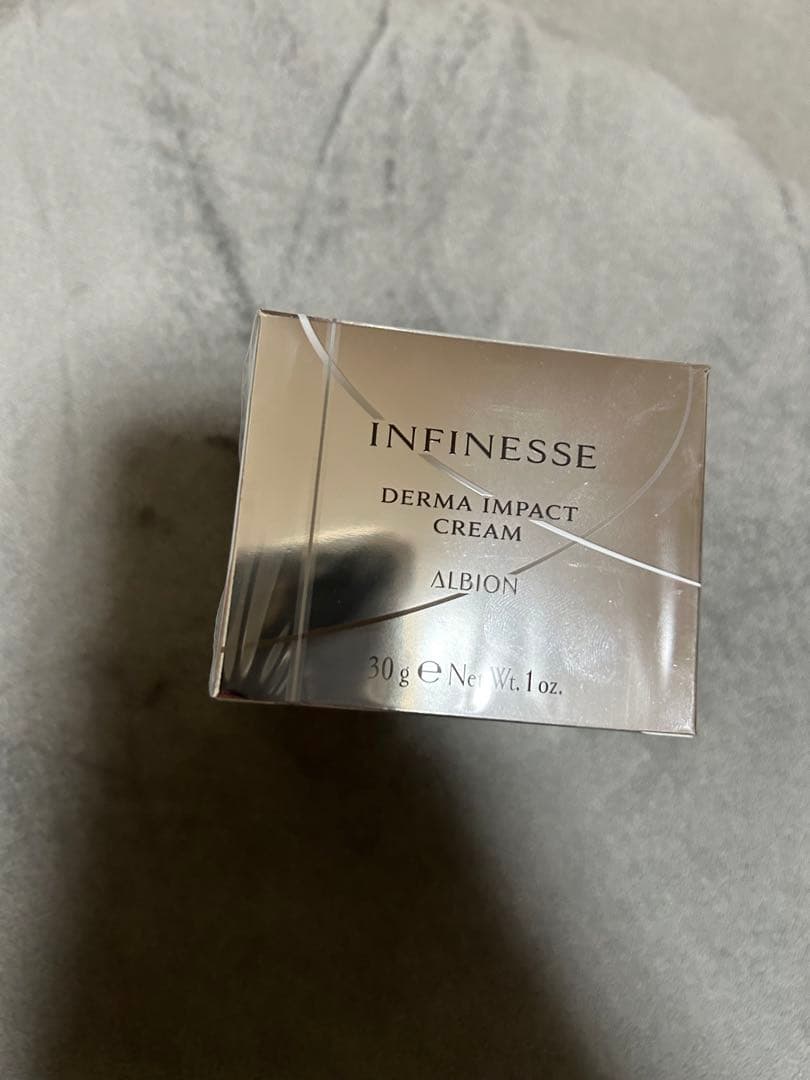 INFINESSE
DERMA IMPACT
CREAM
ALBION
30 g e Net Wt. 1 oz.